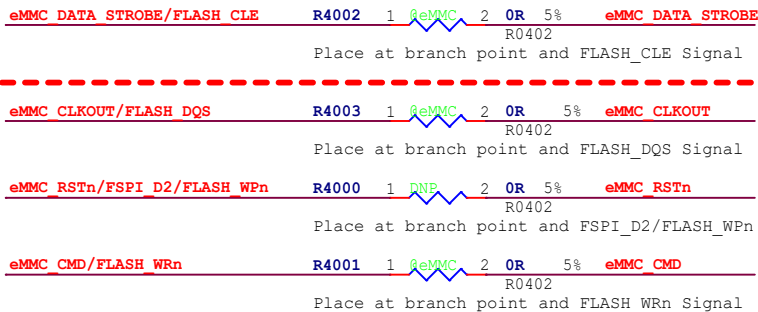 eMMC_DATA_STROBE/FLASH_CLE R4002 1 @eMMC 2 0R 5% eMMC_DATA_STROBE
R0402
Place at branch point and FLASH_CLE Signal
eMMC_CLKOUT/FLASH_DQS R4003 1 @eMMC 2 0R 5% eMMC_CLKOUT
R0402
Place at branch point and FLASH_DQS Signal
eMMC_RSTn/FSPI_D2/FLASH_WPn R4000 1 DNP 2 0R 5% eMMC_RSTn
R0402
Place at branch point and FSPI_D2/FLASH_WPn
eMMC_CMD/FLASH_WRn R4001 1 @eMMC 2 0R 5% eMMC_CMD
R0402
Place at branch point and FLASH WRn Signal